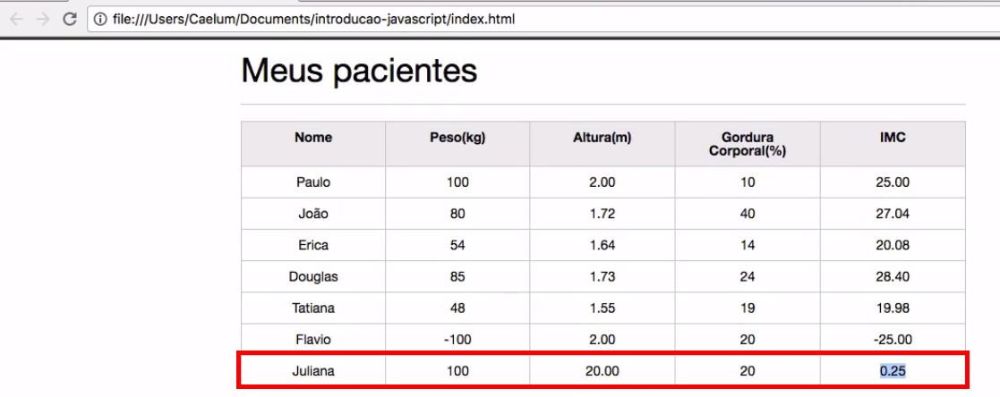 file:///Users/Caelum/Documents/introducao-javascript/index.html
Meus pacientes
Nome Peso(kg) Altura(m) Gordura Corporal(%) IMC
Paulo 100 2.00 10 25.00
João 80 1.72 40 27.04
Erica 54 1.64 14 20.08
Douglas 85 1.73 24 28.40
Tatiana 48 1.55 19 19.98
Flavio -100 2.00 20 -25.00
Juliana 100 20.00 20 0.25